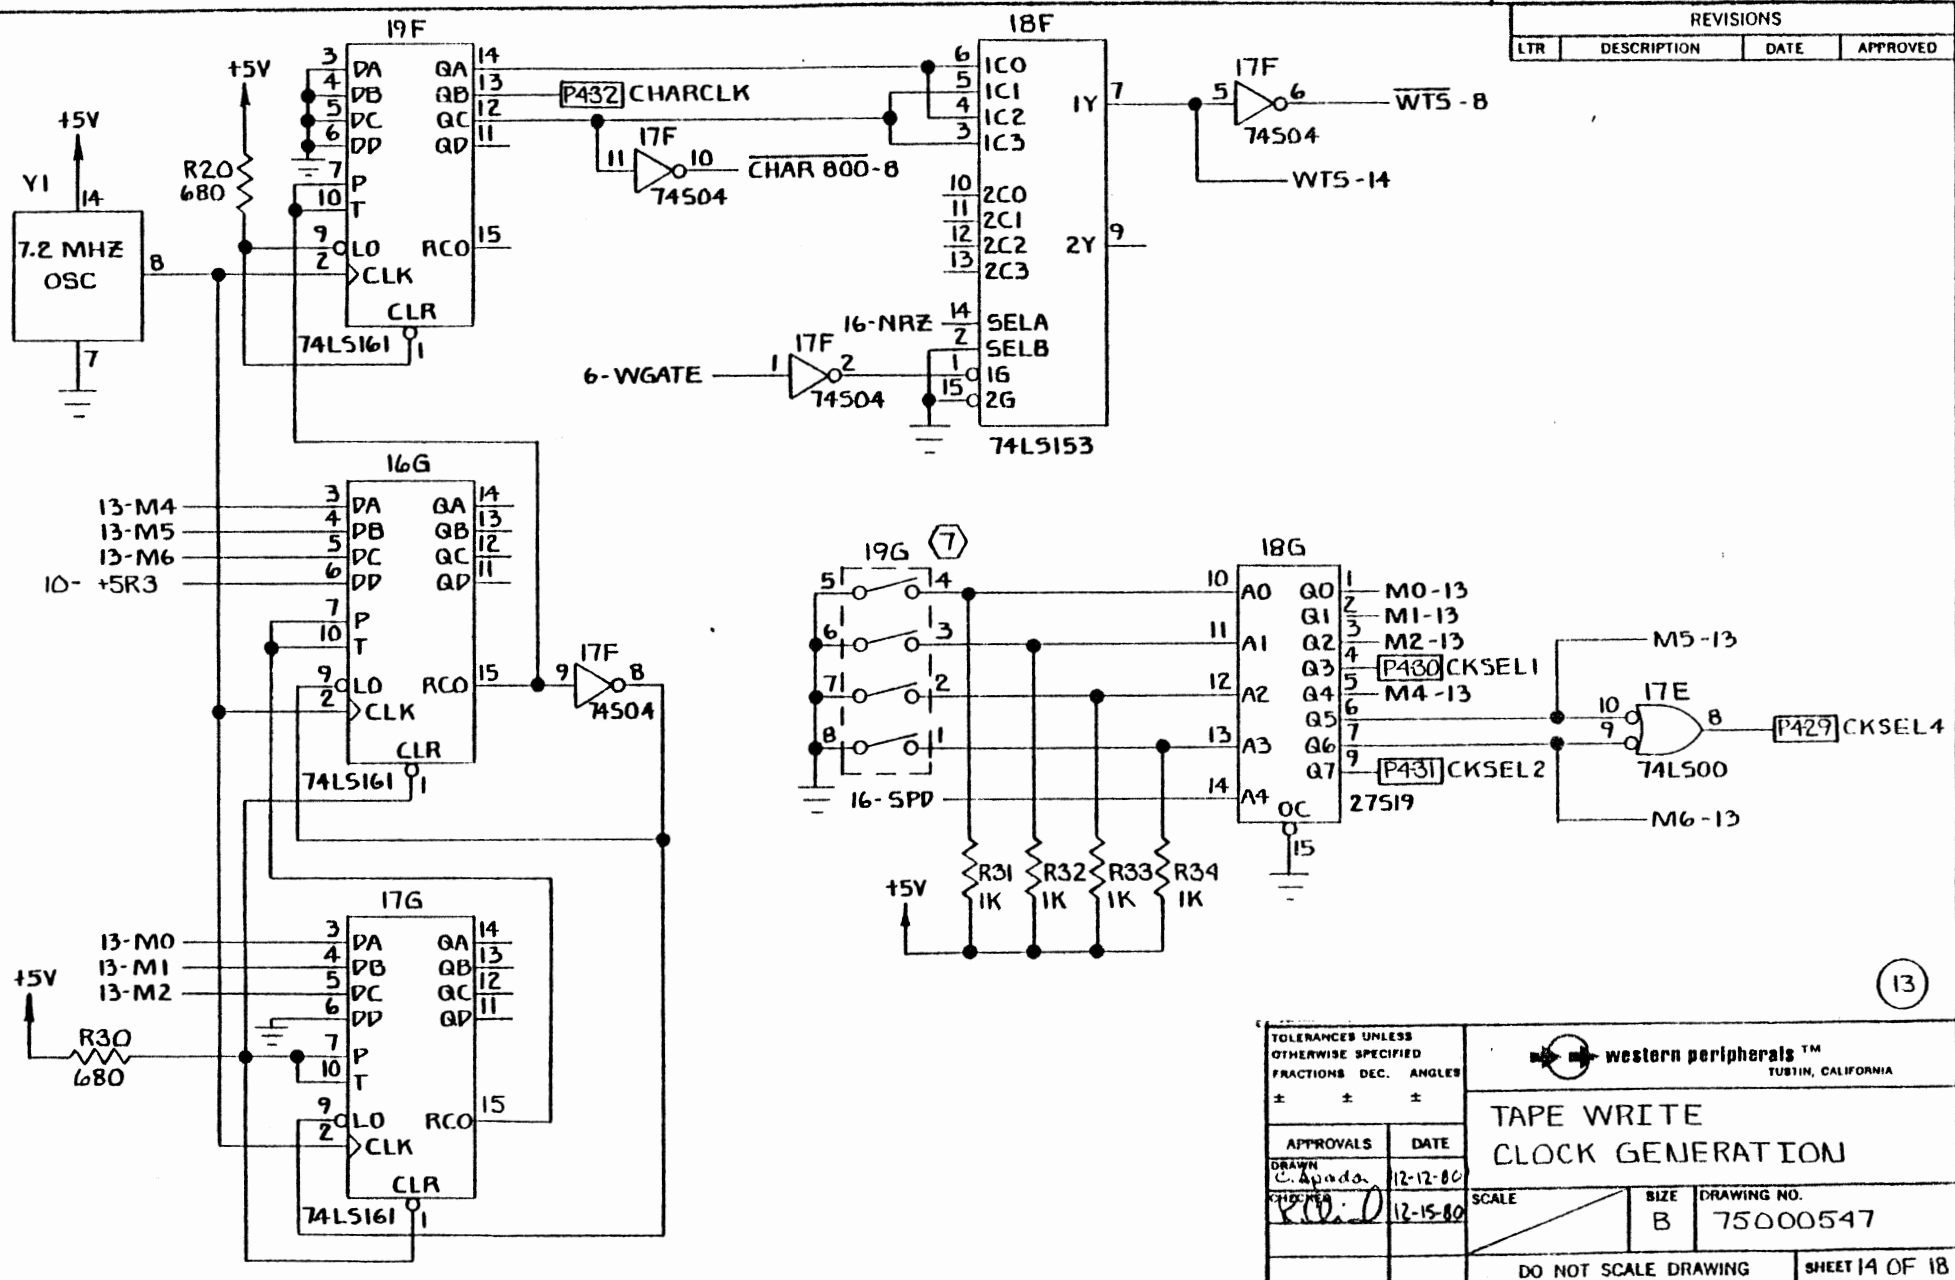 REVISIONS
LTR DESCRIPTION DATE APPROVED
19F
+5V
3 DA QA 14
4 DB QB 13 P432 CHARCLK
5 DC QC 12
6 DD QD 11
7 P
10 T
9 LO RCO 15
2 CLK
CLR
74LS161 1
R20
680
+5V
Y1
14
7.2 MHZ
OSC
8
7
17F
11 10 CHAR 800-8
74S04
18F
6 1C0
5 1C1
4 1C2
3 1C3
1Y 7
10 2C0
11 2C1
12 2C2
13 2C3
2Y 9
16-NRZ 14 SELA
2 SELB
1 1G
15 2G
74LS153
17F
5 6 WTS-8
74S04
WTS-14
17F
6-WGATE 1 2
74S04
16G
13-M4 3 DA QA 14
13-M5 4 DB QB 13
13-M6 5 DC QC 12
10- +5R3 6 DD QD 11
7 P
10 T
9 LO RCO 15
2 CLK
CLR
74LS161 1
17F
9 8
74S04
17G
13-M0 3 DA QA 14
13-M1 4 DB QB 13
13-M2 5 DC QC 12
6 DD QD 11
+5V
R30
680
7 P
10 T
9 LO RCO 15
2 CLK
CLR
74LS161 1
19G 7
5 4
6 3
7 2
8 1
18G
10 A0 Q0 1 M0-13
Q1 2 M1-13
11 A1 Q2 3 M2-13
Q3 4 P430 CKSEL1
12 A2 Q4 5 M4-13
Q5 6
13 A3 Q6 7
Q7 9 P431 CKSEL2
16-SPD 14 A4
OC
27S19
15
M5-13
17E
10
9 8 P429 CKSEL4
74LS00
M6-13
+5V
R31 R32 R33 R34
1K 1K 1K 1K
13
TOLERANCES UNLESS
OTHERWISE SPECIFIED
FRACTIONS DEC. ANGLES
± ± ±
western peripherals ™
TUSTIN, CALIFORNIA
TAPE WRITE
CLOCK GENERATION
APPROVALS DATE
DRAWN
C. Apada 12-12-80
CHECKED
12-15-80
SCALE SIZE DRAWING NO.
B 75000547
DO NOT SCALE DRAWING SHEET 14 OF 18